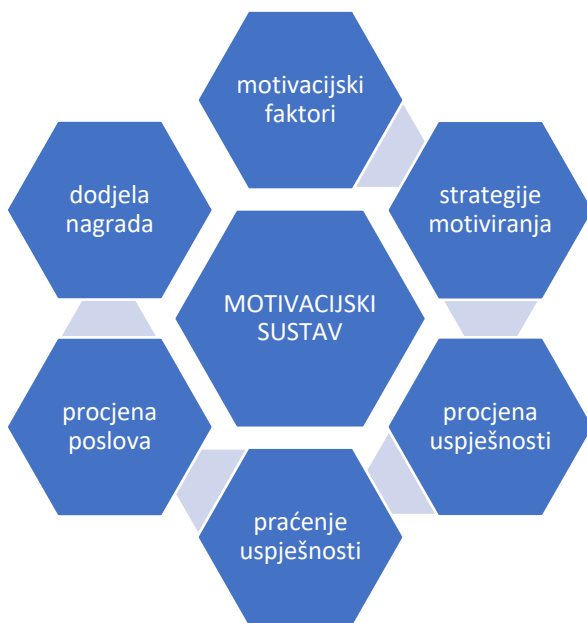 motivacijski
faktori
strategije
motiviranja
procjena
uspješnosti
praćenje
uspješnosti
procjena
poslova
dodjela
nagrada
MOTIVACIJSKI
SUSTAV